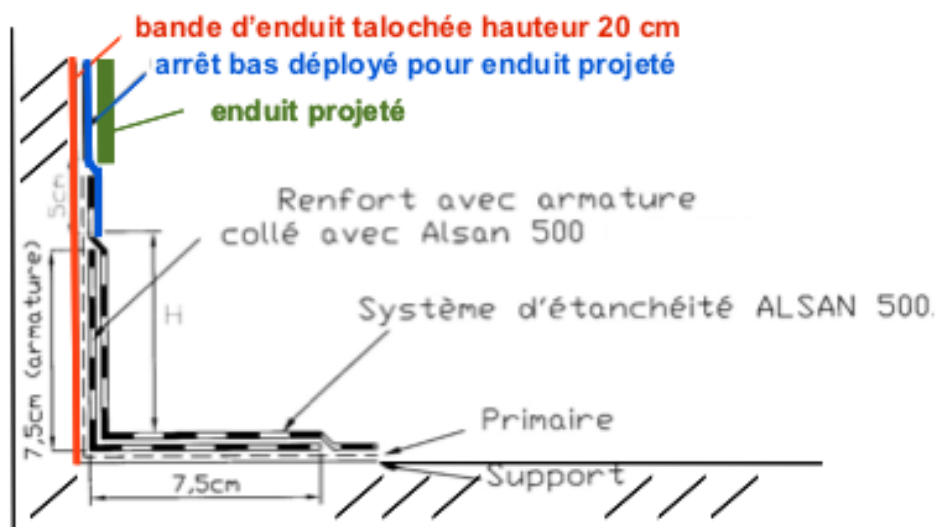 bande d'enduit talochée hauteur 20 cm
arrêt bas déployé pour enduit projeté
enduit projeté
5cm
Renfort avec armature
collé avec Alsan 500
7,5cm (armature)
H
Système d'étanchéité ALSAN 500.
Primaire
Support
7,5cm